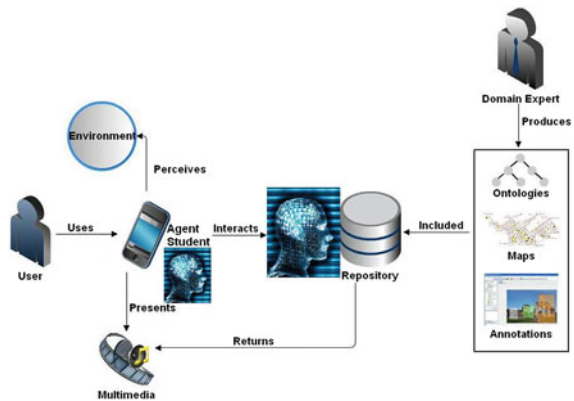 Domain Expert
Produces
Environment
Perceives
Ontologies
Uses
Agent
Student
Interacts
Included
User
Repository
Maps
Presents
Returns
Annotations
Multimedia